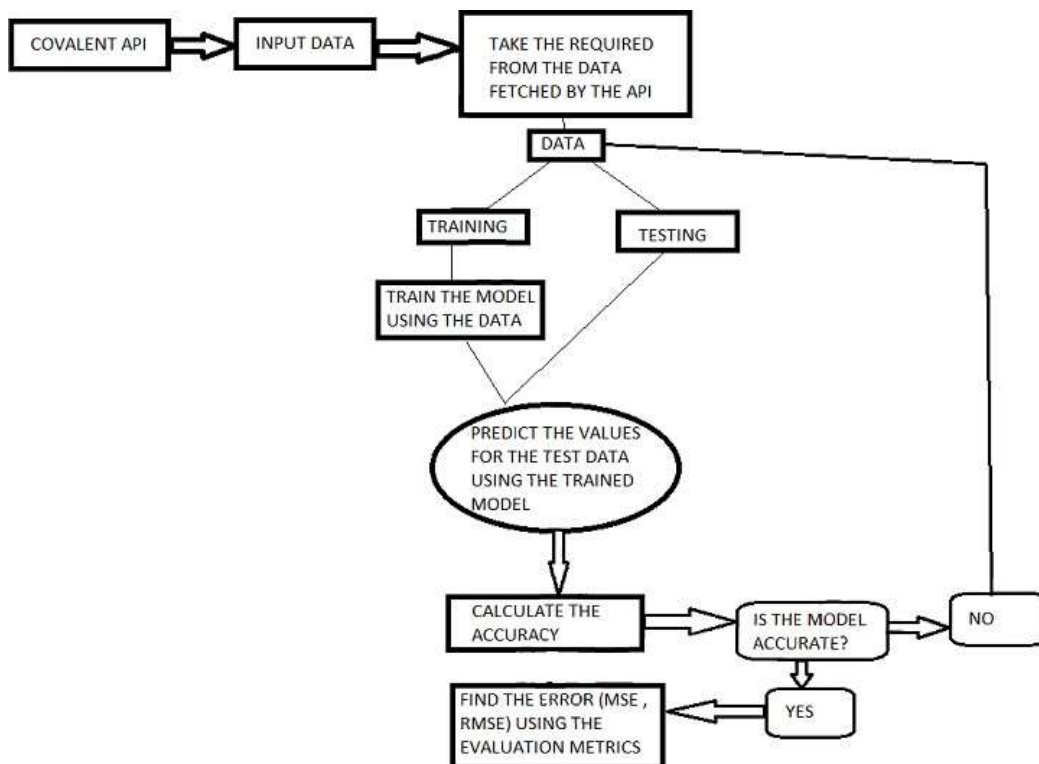 COVALENT API
INPUT DATA
TAKE THE REQUIRED
FROM THE DATA
FETCHED BY THE API
DATA
TRAINING
TESTING
TRAIN THE MODEL
USING THE DATA
PREDICT THE VALUES
FOR THE TEST DATA
USING THE TRAINED
MODEL
CALCULATE THE
ACCURACY
IS THE MODEL
ACCURATE?
NO
YES
FIND THE ERROR (MSE ,
RMSE) USING THE
EVALUATION METRICS